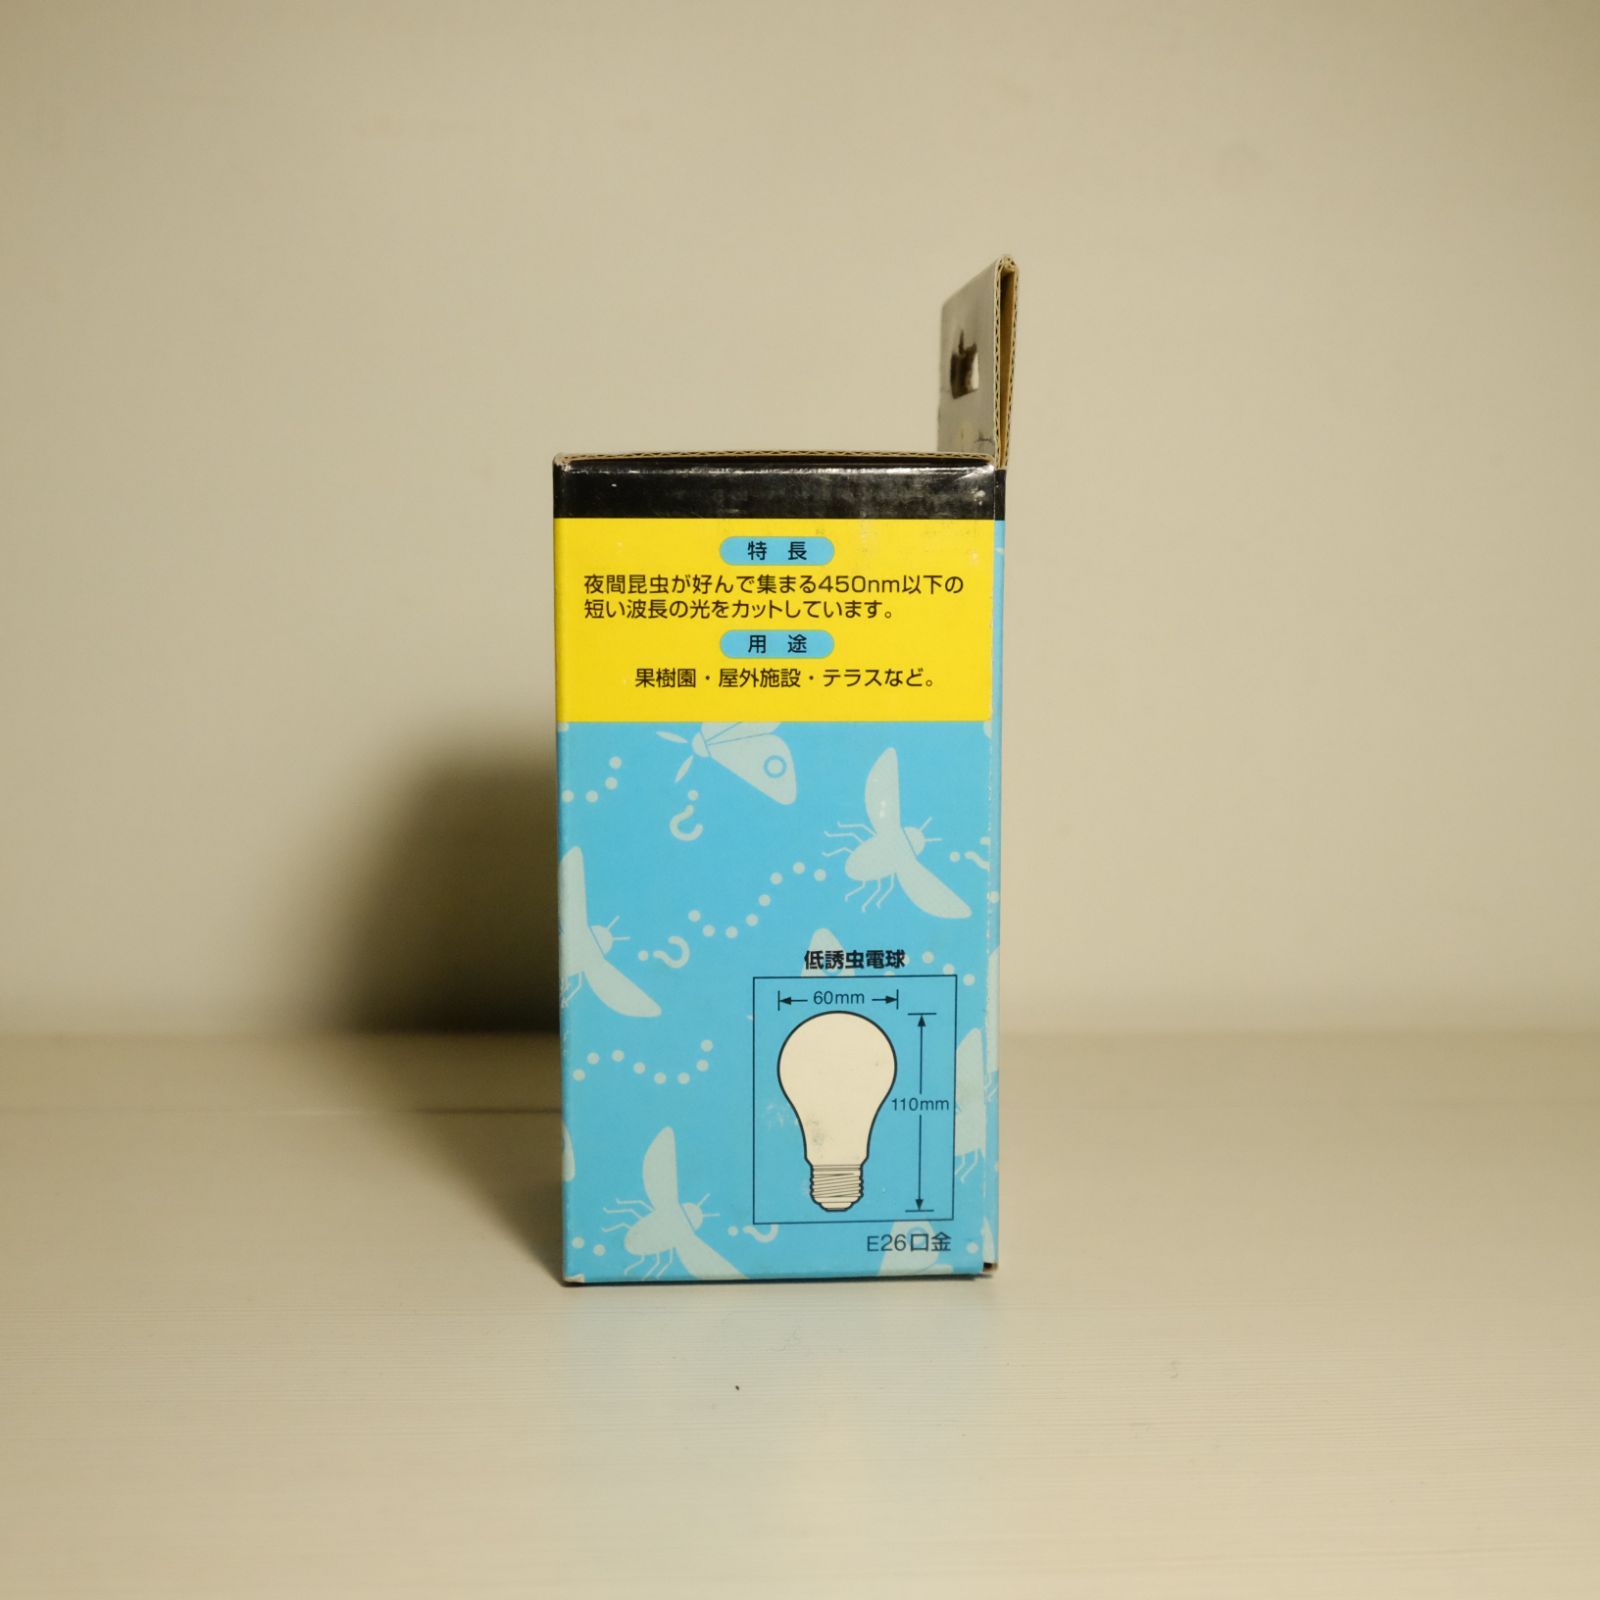 特 長
夜間昆虫が好んで集まる450nm以下の
短い波長の光をカットしています。
用 途
果樹園・屋外施設・テラスなど。
低誘虫電球
60mm
110mm
E26口金